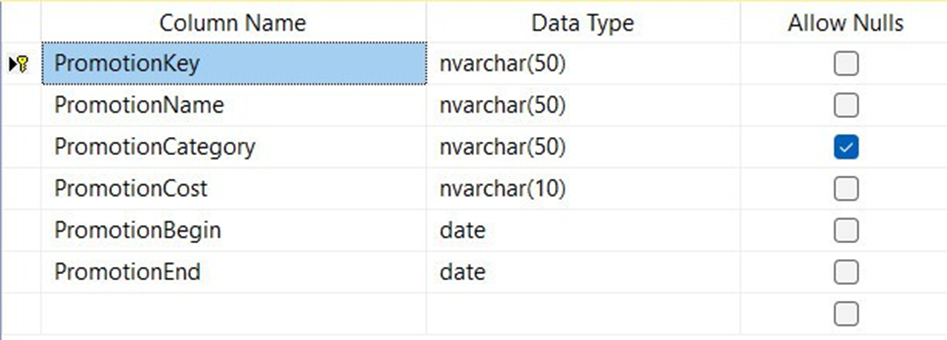 Column Name Data Type Allow Nulls
PromotionKey nvarchar(50)
PromotionName nvarchar(50)
PromotionCategory nvarchar(50)
PromotionCost nvarchar(10)
PromotionBegin date
PromotionEnd date